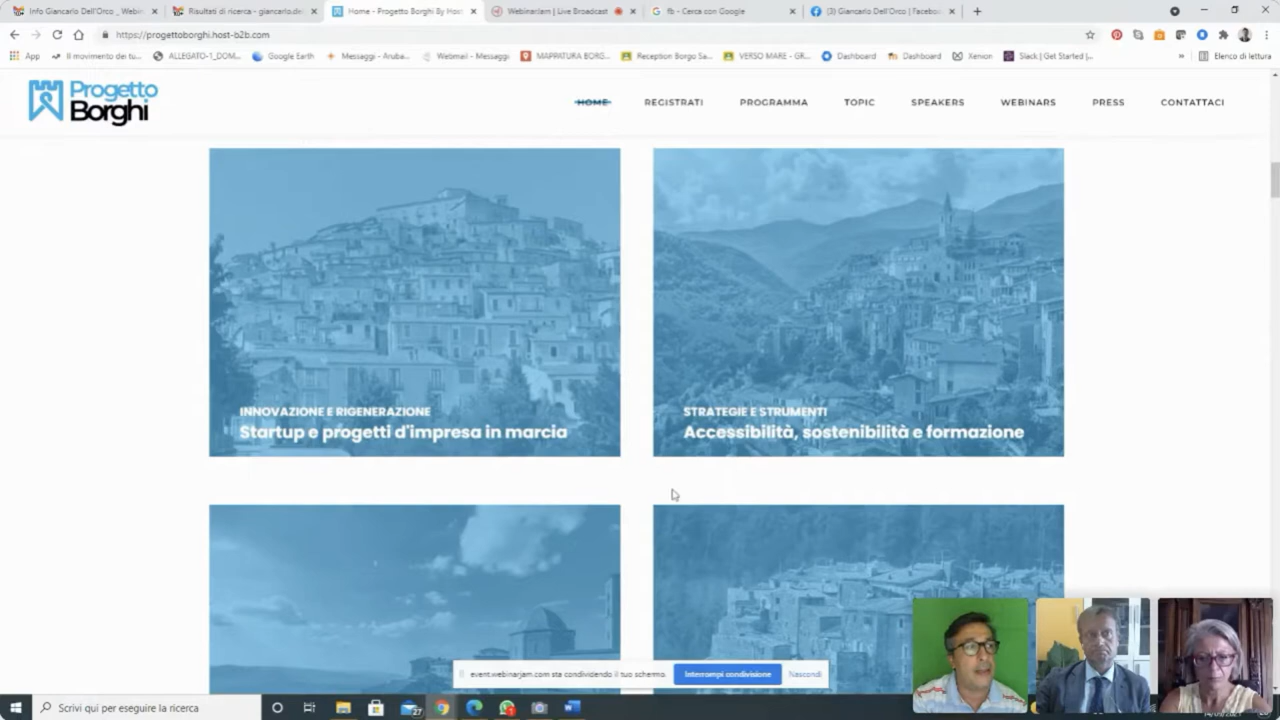 Info Giancarlo Dell'Orco _ Webin
Risultati di ricerca - giancarlo.de
Home - Progetto Borghi By Hos
WebinarJam | Live Broadcast
fb - Cerca con Google
(3) Giancarlo Dell'Orco | Faceboo
https://progettoborghi.host-b2b.com
App
Il movimento dei tu...
ALLEGATO-1_DOM...
Google Earth
Messaggi - Aruba...
Webmail - Messaggi
MAPPATURA BORG...
Reception Borgo Sa...
VERSO MARE - GR...
Dashboard
Dashboard
Xenion
Slack | Get Started |...
Elenco di lettura
Progetto
Borghi
HOME
REGISTRATI
PROGRAMMA
TOPIC
SPEAKERS
WEBINARS
PRESS
CONTATTACI
INNOVAZIONE E RIGENERAZIONE
Startup e progetti d'impresa in marcia
STRATEGIE E STRUMENTI
Accessibilità, sostenibilità e formazione
event.webinarjam.com sta condividendo il tuo schermo.
Interrompi condivisione
Nascondi
Scrivi qui per eseguire la ricerca
27